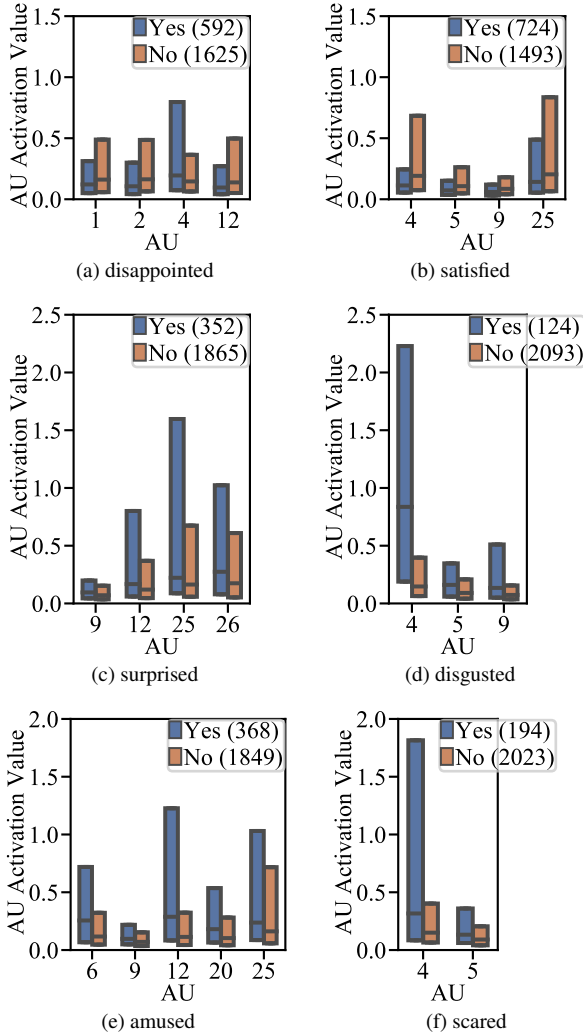 Yes (592)
No (1625)
AU Activation Value
1.5
1.0
0.5
0.0
1 2 4 12
AU
(a) disappointed
Yes (724)
No (1493)
AU Activation Value
1.5
1.0
0.5
0.0
4 5 9 25
AU
(b) satisfied
Yes (352)
No (1865)
AU Activation Value
2.5
2.0
1.5
1.0
0.5
0.0
9 12 25 26
AU
(c) surprised
Yes (124)
No (2093)
AU Activation Value
2.5
2.0
1.5
1.0
0.5
0.0
4 5 9
AU
(d) disgusted
Yes (368)
No (1849)
AU Activation Value
2.0
1.5
1.0
0.5
0.0
6 9 12 20 25
AU
(e) amused
Yes (194)
No (2023)
AU Activation Value
2.0
1.5
1.0
0.5
0.0
4 5
AU
(f) scared